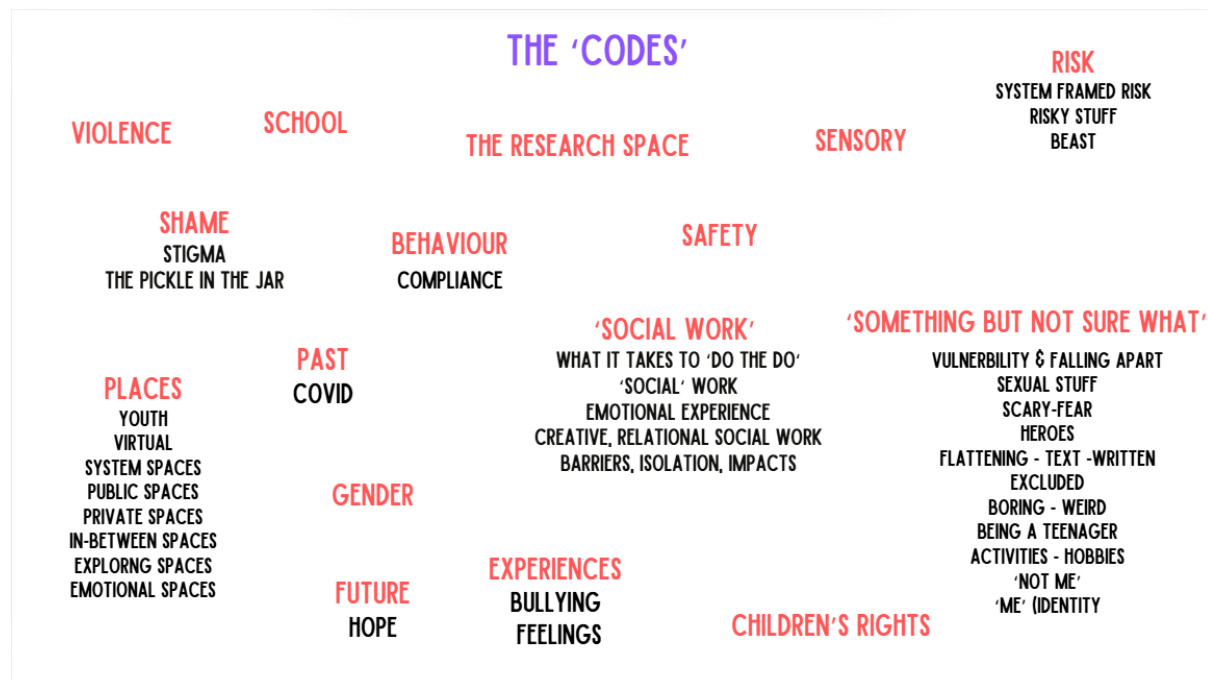 THE ‘CODES’
VIOLENCE
SCHOOL
THE RESEARCH SPACE
SENSORY
RISK
SYSTEM FRAMED RISK
RISKY STUFF
BEAST
SHAME
STIGMA
THE PICKLE IN THE JAR
BEHAVIOUR
COMPLIANCE
SAFETY
PLACES
YOUTH
VIRTUAL
SYSTEM SPACES
PUBLIC SPACES
PRIVATE SPACES
IN-BETWEEN SPACES
EXPLORNG SPACES
EMOTIONAL SPACES
PAST
COVID
GENDER
FUTURE
HOPE
‘SOCIAL WORK’
WHAT IT TAKES TO ‘DO THE DO’
‘SOCIAL’ WORK
EMOTIONAL EXPERIENCE
CREATIVE, RELATIONAL SOCIAL WORK
BARRIERS, ISOLATION, IMPACTS
EXPERIENCES
BULLYING
FEELINGS
‘SOMETHING BUT NOT SURE WHAT’
VULNERBILITY & FALLING APART
SEXUAL STUFF
SCARY-FEAR
HEROES
FLATTENING - TEXT -WRITTEN
EXCLUDED
BORING - WEIRD
BEING A TEENAGER
ACTIVITIES - HOBBIES
‘NOT ME’
‘ME’ (IDENTITY
CHILDREN’S RIGHTS